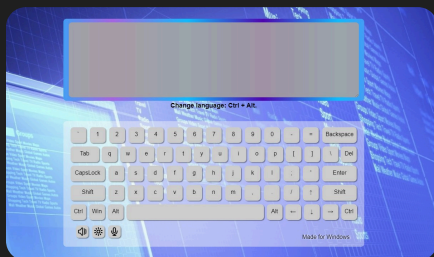 Change language: Ctrl + Alt.
` 1 2 3 4 5 6 7 8 9 0 - = Backspace
Tab q w e r t y u i o p [ ] \ Del
CapsLock a s d f g h j k l ; ' Enter
Shift z x c v b n m , . / ↑ Shift
Ctrl Win Alt Alt ← ↓ → Ctrl
Made for Windows